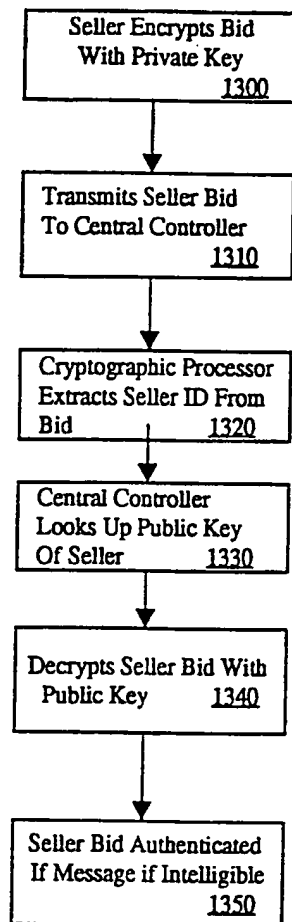 Seller Encrypts Bid
With Private Key
1300
Transmits Seller Bid
To Central Controller
1310
Cryptographic Processor
Extracts Seller ID From
Bid 1320
Central Controller
Looks Up Public Key
Of Seller 1330
Decrypts Seller Bid With
Public Key 1340
Seller Bid Authenticated
If Message if Intelligible
1350